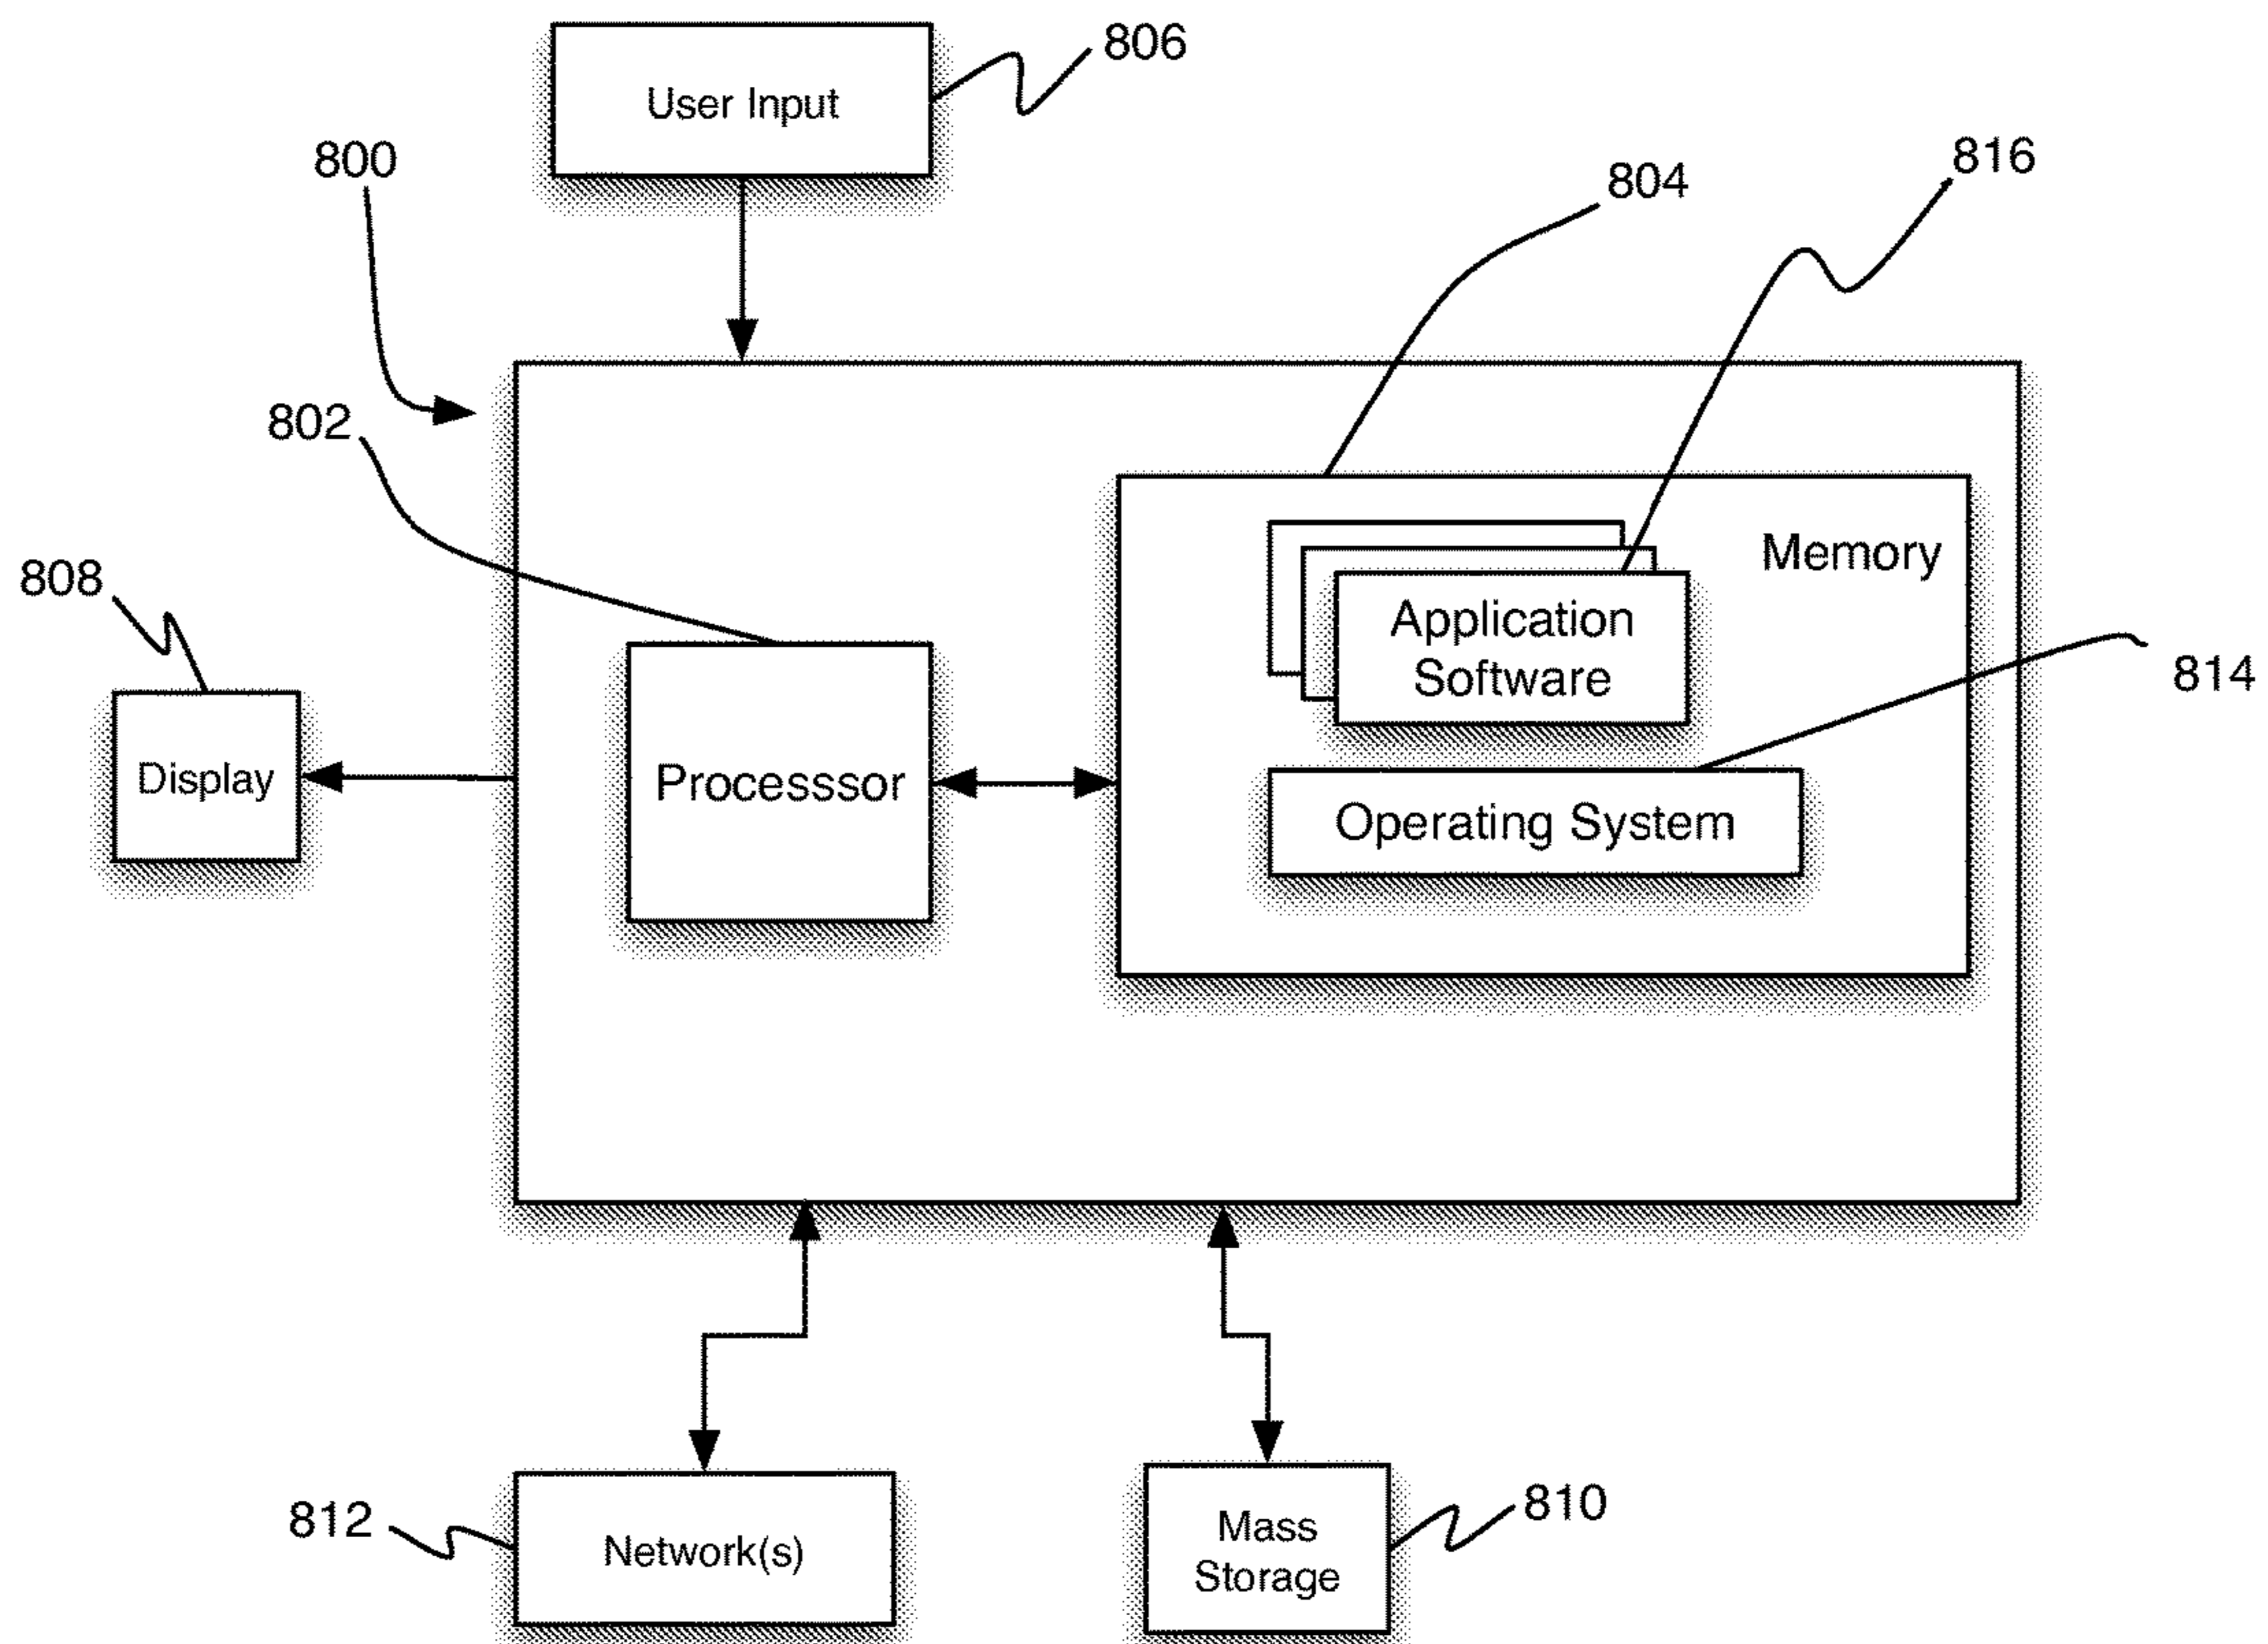 806
User Input
800
816
804
802
Memory
808
Application
Software
814
Display
Processsor
Operating System
812
Network(s)
810
Mass
Storage